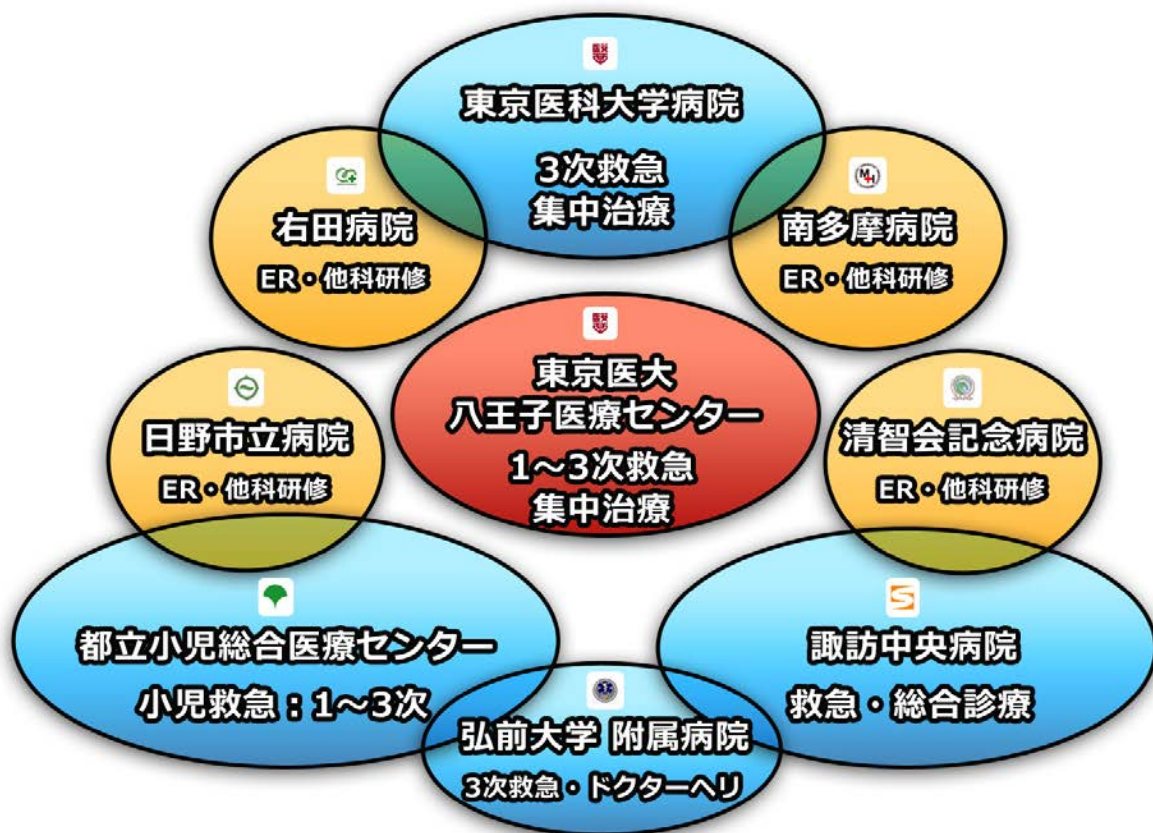 東京医科大学病院
3次救急
集中治療
右田病院
ER・他科研修
南多摩病院
ER・他科研修
東京医大
八王子医療センター
1～3次救急
集中治療
日野市立病院
ER・他科研修
清智会記念病院
ER・他科研修
都立小児総合医療センター
小児救急：1～3次
諏訪中央病院
救急・総合診療
弘前大学 附属病院
3次救急・ドクターヘリ